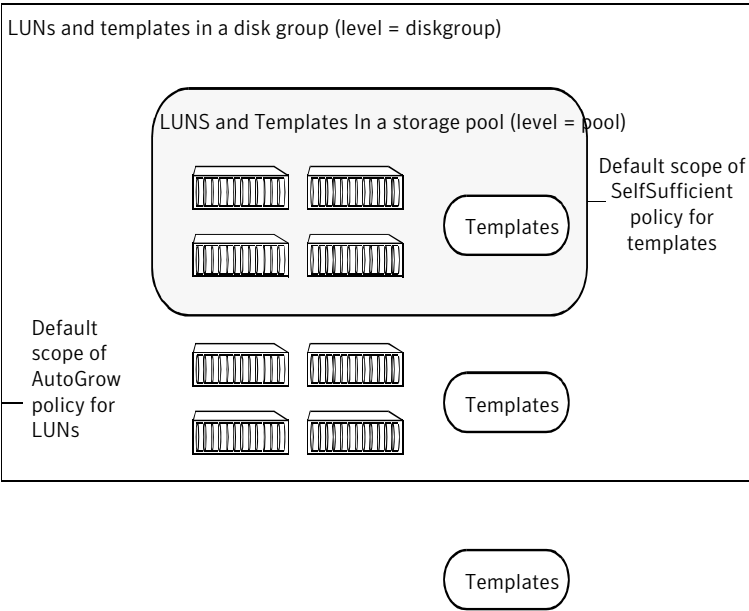 LUNs and templates in a disk group (level = diskgroup)
LUNS and Templates In a storage pool (level = pool)
Default scope of
SelfSufficient
policy for
templates
Templates
Default
scope of
AutoGrow
policy for
LUNs
Templates
Templates